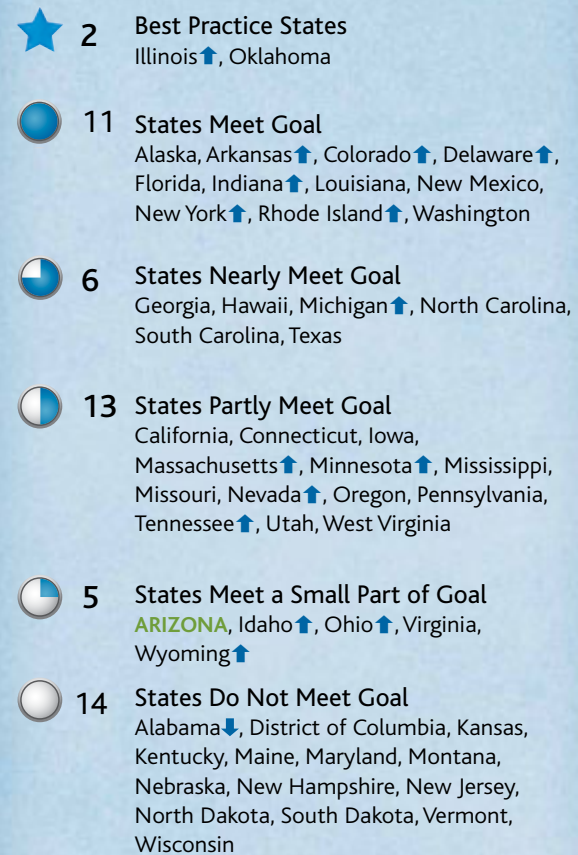 2 Best Practice States
Illinois⬆, Oklahoma
11 States Meet Goal
Alaska, Arkansas⬆, Colorado⬆, Delaware⬆,
Florida, Indiana⬆, Louisiana, New Mexico,
New York⬆, Rhode Island⬆, Washington
6 States Nearly Meet Goal
Georgia, Hawaii, Michigan⬆, North Carolina,
South Carolina, Texas
13 States Partly Meet Goal
California, Connecticut, Iowa,
Massachusetts⬆, Minnesota⬆, Mississippi,
Missouri, Nevada⬆, Oregon, Pennsylvania,
Tennessee⬆, Utah, West Virginia
5 States Meet a Small Part of Goal
ARIZONA, Idaho⬆, Ohio⬆, Virginia,
Wyoming⬆
14 States Do Not Meet Goal
Alabama⬇, District of Columbia, Kansas,
Kentucky, Maine, Maryland, Montana,
Nebraska, New Hampshire, New Jersey,
North Dakota, South Dakota, Vermont,
Wisconsin